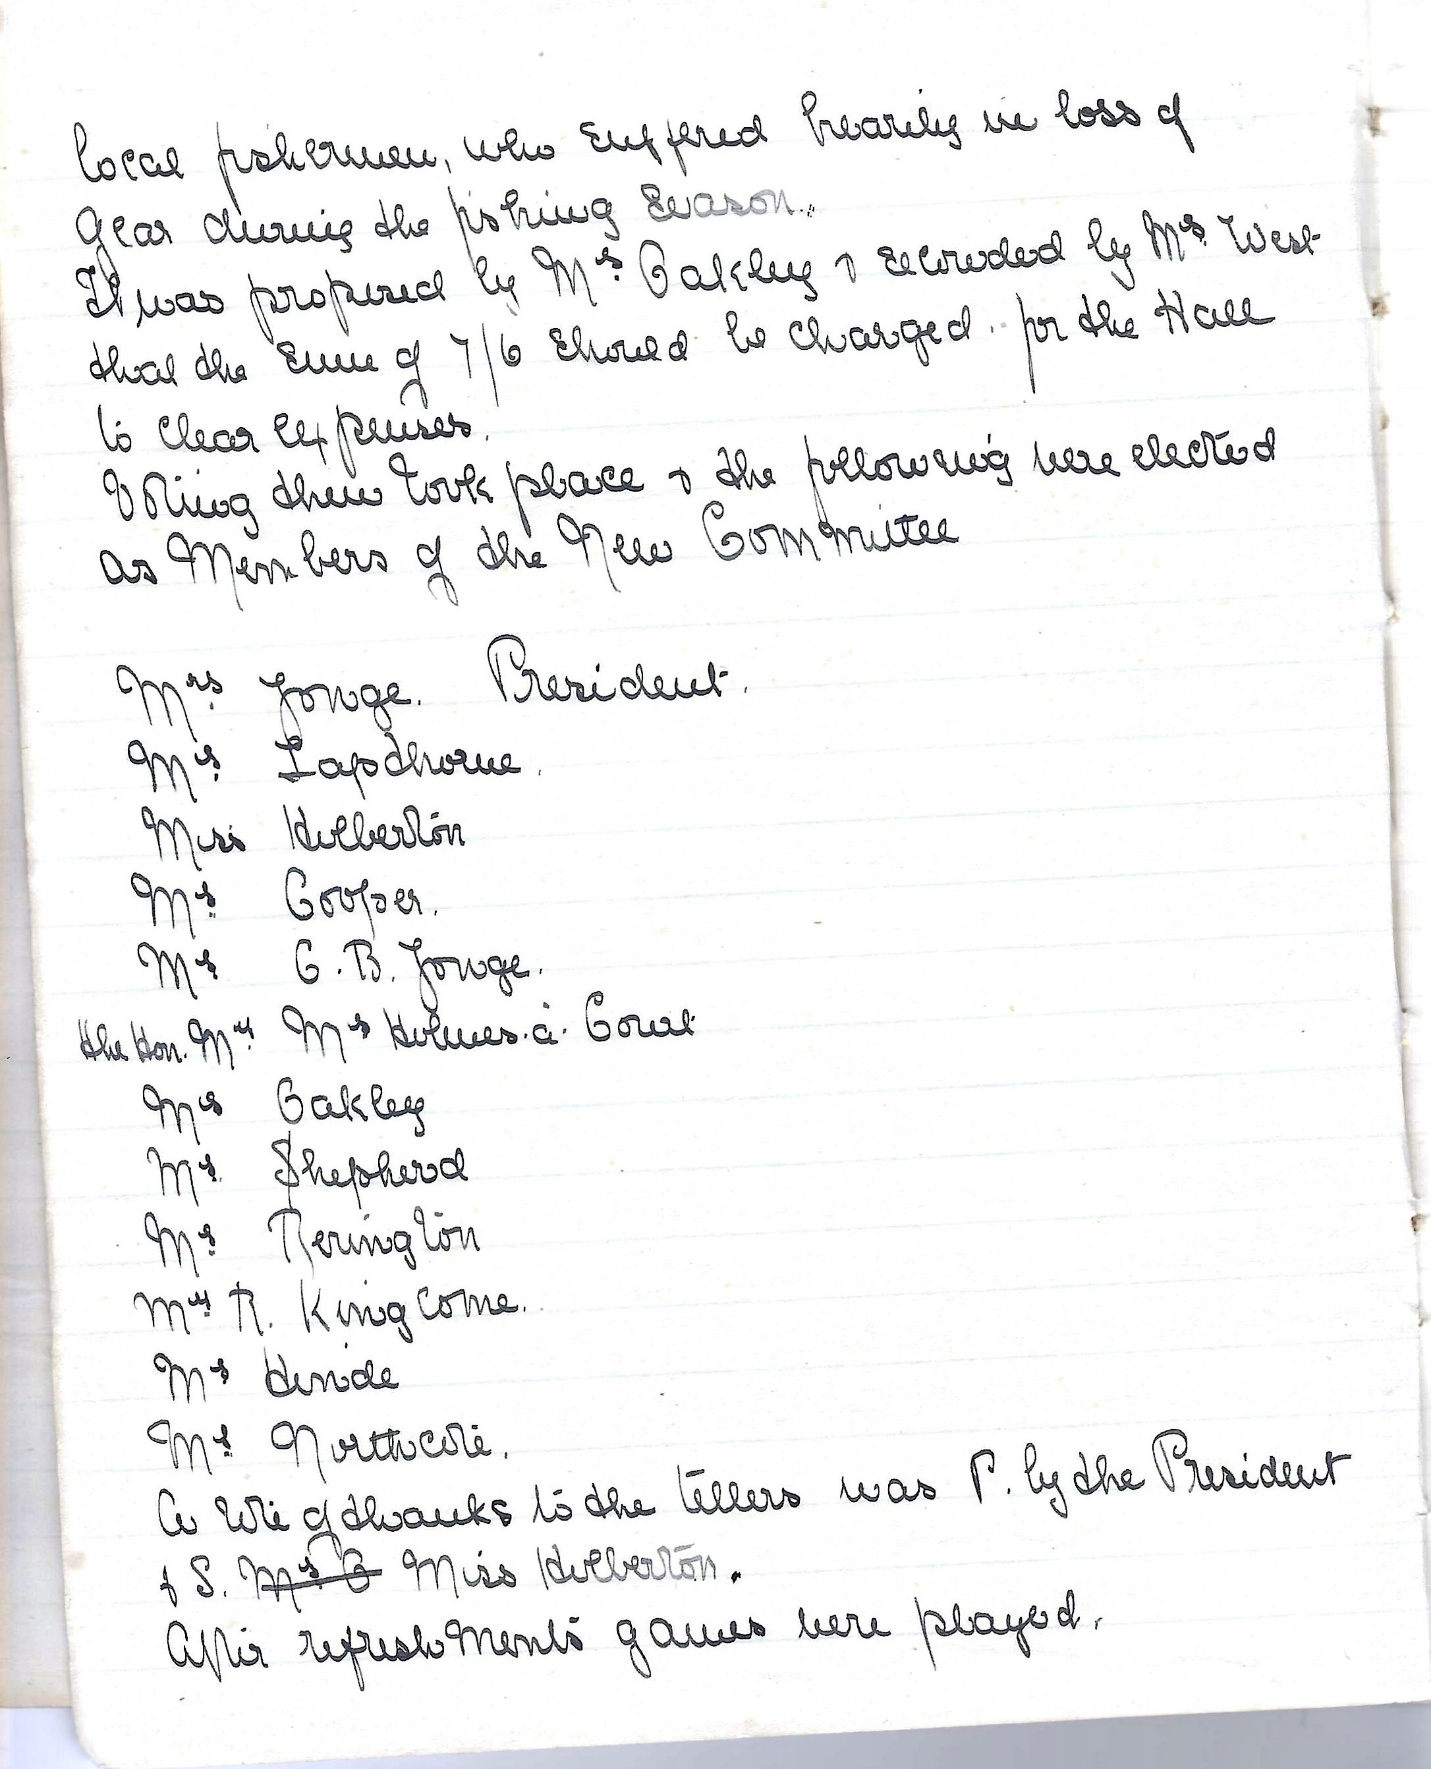 local fishermen, who suffered heavily in loss of
gear during the fishing season.
It was proposed by Mrs Oakley & seconded by Mrs West
that the sum of 7/6 should be charged for the Hall
to clear expenses.
Voting then took place & the following were elected
as Members of the New Committee
Mrs Yonge. President.
Mrs Lapthorne.
Miss Hilberton
Mrs Cooper.
Mrs C. B. Yonge.
the Hon. Mrs Mrs Holmes. à. Court
Mrs Oakley
Mrs Shepherd
Mrs Rerington
Mrs R. Kingcome.
Mrs Hinde
Mrs Northcote.
A vote of thanks to the tellers was P. by the President
& S. Mrs O Miss Hilberton.
After refreshments games were played.